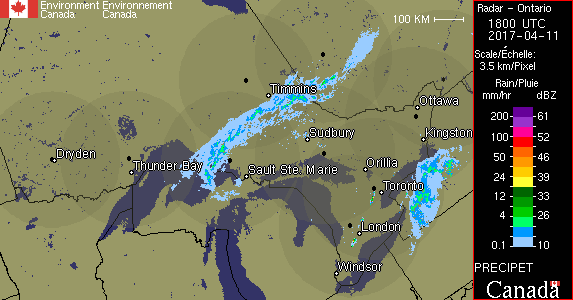 Environment Environnement
Canada Canada
100 KM
Timmins
Ottawa
Sudbury
Kingston
Dryden
Thunder Bay
Sault Ste. Marie
Orillia
Toronto
London
Windsor
Radar - Ontario
1800 UTC
2017-04-11
Scale/Échelle:
3.5 km/Pixel
Rain/Pluie
mm/hr dBZ
200 61
100 52
50 46
24 39
12 33
4 26
0.1 10
PRECIPET
Canada